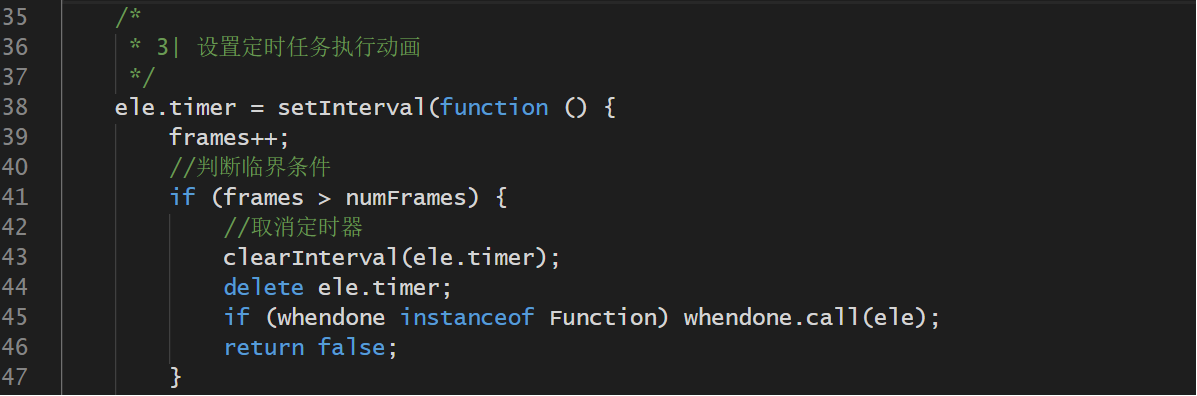 35 /*
36 * 3| 设置定时任务执行动画
37 */
38 ele.timer = setInterval(function () {
39 frames++;
40 //判断临界条件
41 if (frames > numFrames) {
42 //取消定时器
43 clearInterval(ele.timer);
44 delete ele.timer;
45 if (whendone instanceof Function) whendone.call(ele);
46 return false;
47 }